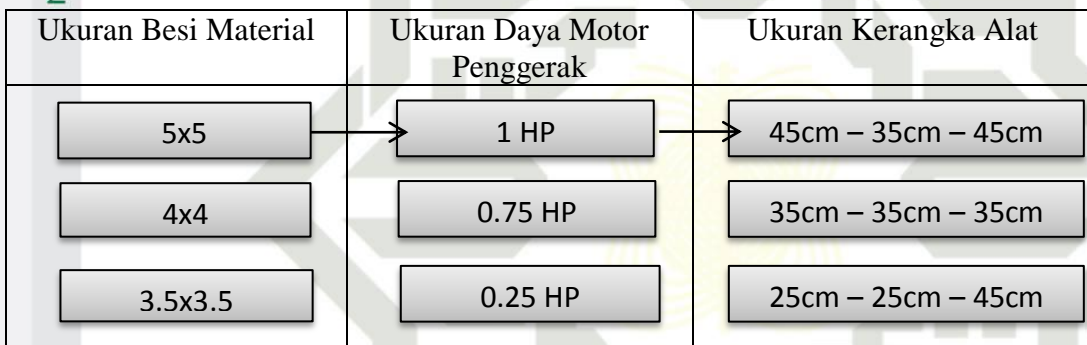 Ukuran Besi Material
Ukuran Daya Motor
Penggerak
Ukuran Kerangka Alat
5x5
1 HP
45cm – 35cm – 45cm
4x4
0.75 HP
35cm – 35cm – 35cm
3.5x3.5
0.25 HP
25cm – 25cm – 45cm